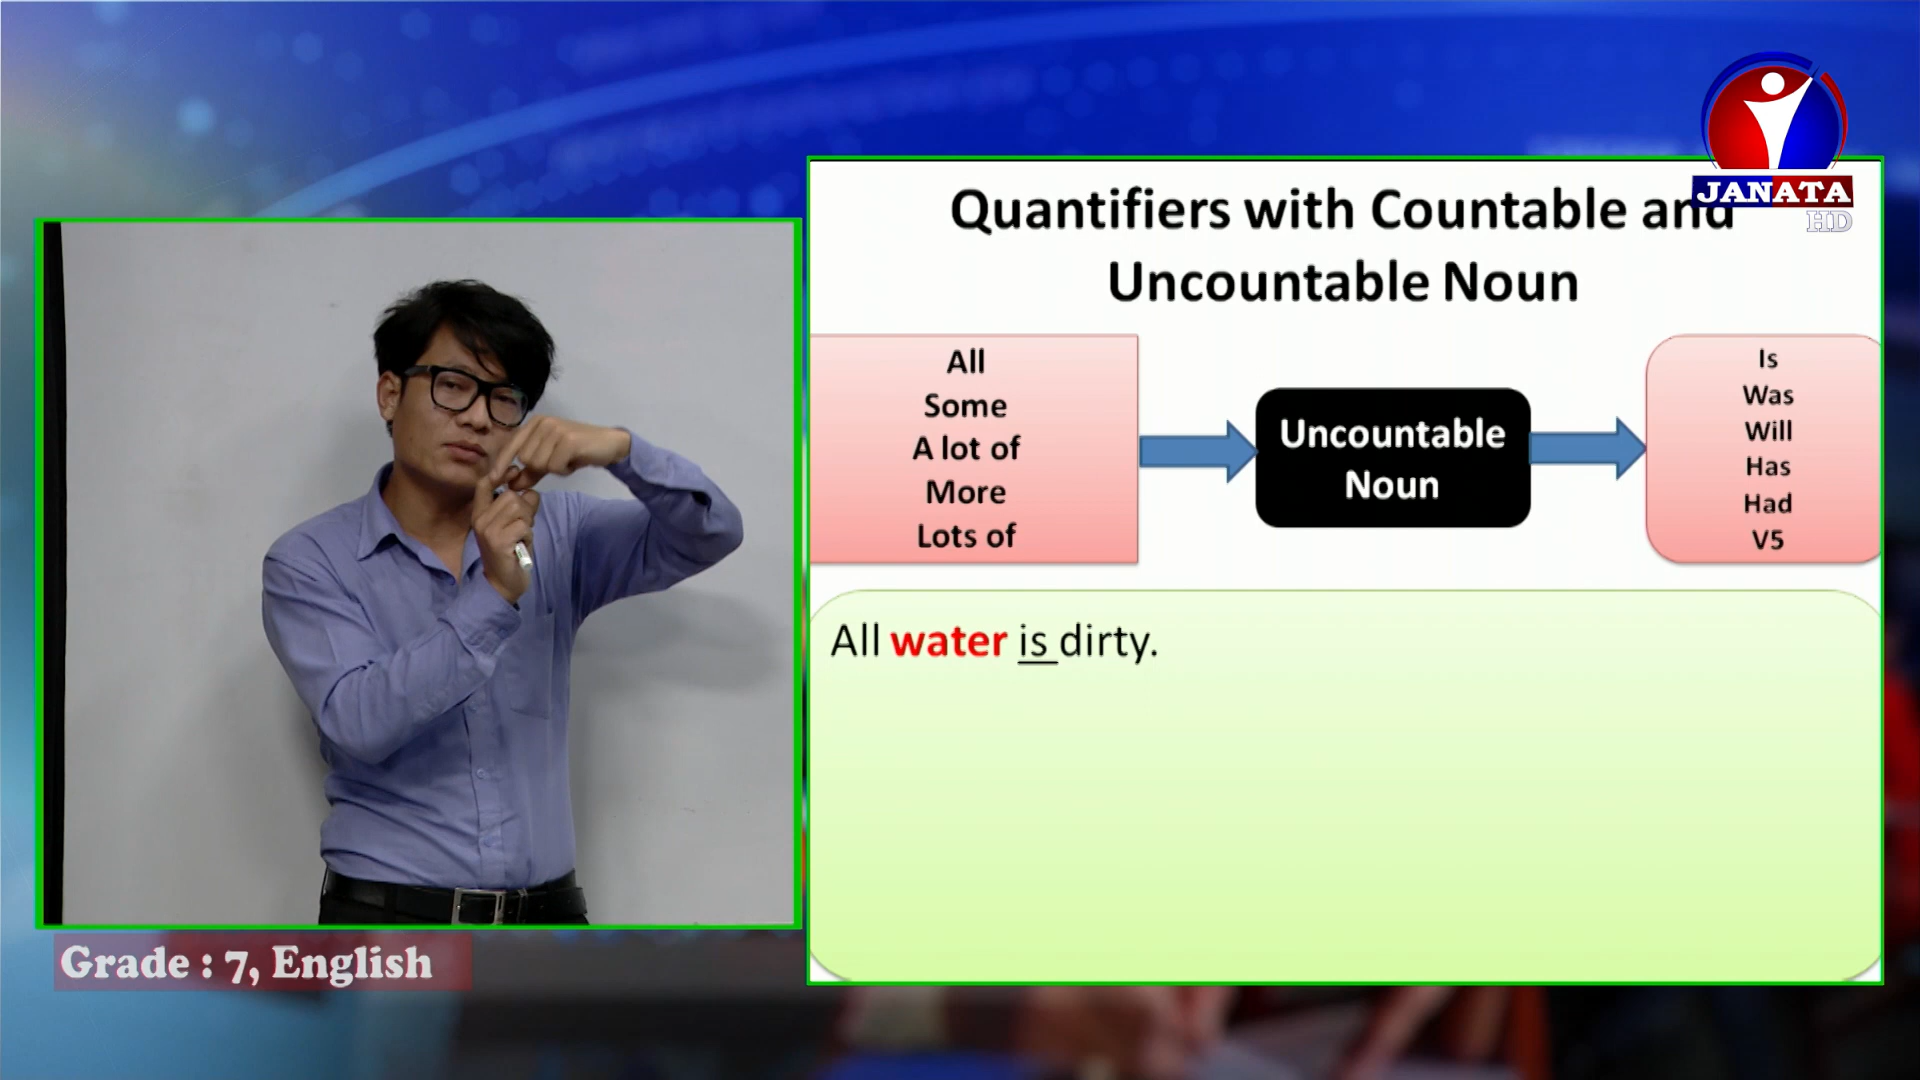 JANATA
HD
Quantifiers with Countable and
Uncountable Noun
All
Some
A lot of
More
Lots of
Uncountable
Noun
Is
Was
Will
Has
Had
V5
All water is dirty.
Grade : 7, English